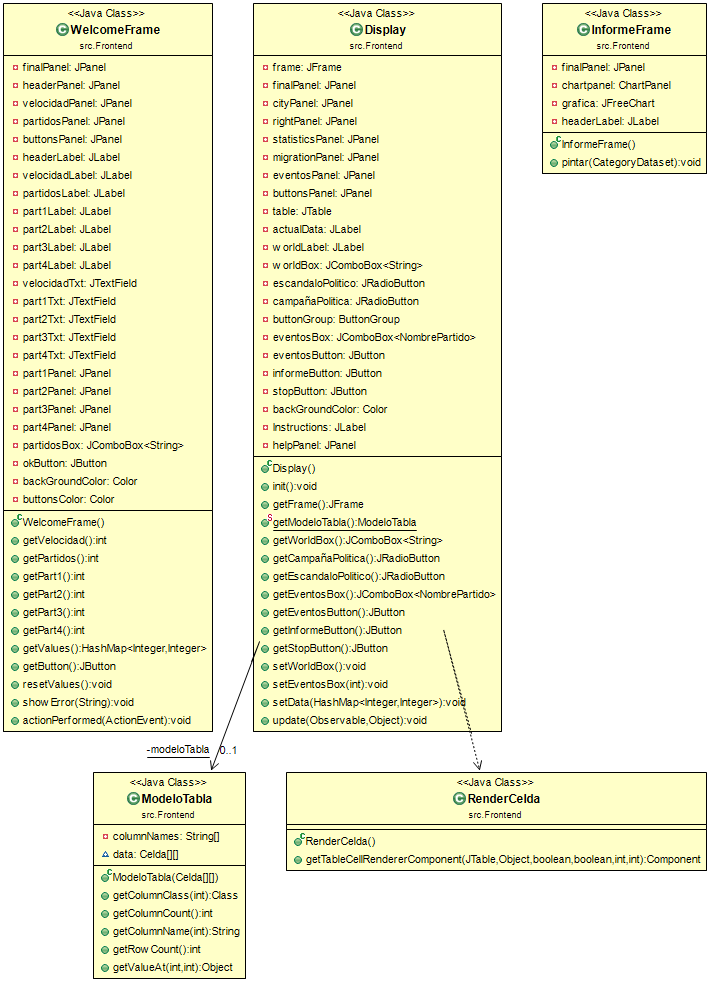 <<Java Class>>
WelcomeFrame
src.Frontend
finalPanel: JPanel
headerPanel: JPanel
velocidadPanel: JPanel
partidosPanel: JPanel
buttonsPanel: JPanel
headerLabel: JLabel
velocidadLabel: JLabel
partidosLabel: JLabel
part1Label: JLabel
part2Label: JLabel
part3Label: JLabel
part4Label: JLabel
velocidadTxt: JTextField
part1Txt: JTextField
part2Txt: JTextField
part3Txt: JTextField
part4Txt: JTextField
part1Panel: JPanel
part2Panel: JPanel
part3Panel: JPanel
part4Panel: JPanel
partidosBox: JComboBox<String>
okButton: JButton
backGroundColor: Color
buttonsColor: Color
WelcomeFrame()
getVelocidad():int
getPartidos():int
getPart1():int
getPart2():int
getPart3():int
getPart4():int
getValues():HashMap<Integer,Integer>
getButton():JButton
resetValues():void
showError(String):void
actionPerformed(ActionEvent):void
<<Java Class>>
Display
src.Frontend
frame: JFrame
finalPanel: JPanel
cityPanel: JPanel
rightPanel: JPanel
statisticsPanel: JPanel
migrationPanel: JPanel
eventosPanel: JPanel
buttonsPanel: JPanel
table: JTable
actualData: JLabel
worldLabel: JLabel
worldBox: JComboBox<String>
escandaloPolitico: JRadioButton
campañaPolitica: JRadioButton
buttonGroup: ButtonGroup
eventosBox: JComboBox<NombrePartido>
eventosButton: JButton
informeButton: JButton
stopButton: JButton
backGroundColor: Color
Instructions: JLabel
helpPanel: JPanel
Display()
init():void
getFrame():JFrame
getModeloTabla():ModeloTabla
getWorldBox():JComboBox<String>
getCampañaPolitica():JRadioButton
getEscandaloPolitico():JRadioButton
getEventosBox():JComboBox<NombrePartido>
getEventosButton():JButton
getInformeButton():JButton
getStopButton():JButton
setWorldBox():void
setEventosBox(int):void
setData(HashMap<Integer,Integer>):void
update(Observable,Object):void
<<Java Class>>
InformeFrame
src.Frontend
finalPanel: JPanel
chartpanel: ChartPanel
grafica: JFreeChart
headerLabel: JLabel
InformeFrame()
pintar(CategoryDataset):void
-modeloTabla 0..1
<<Java Class>>
ModeloTabla
src.Frontend
columnNames: String[]
data: Celda[][]
ModeloTabla(Celda[][])
getColumnClass(int):Class
getColumnCount():int
getColumnName(int):String
getRowCount():int
getValueAt(int,int):Object
<<Java Class>>
RenderCelda
src.Frontend
RenderCelda()
getTableCellRendererComponent(JTable,Object,boolean,boolean,int,int):Component